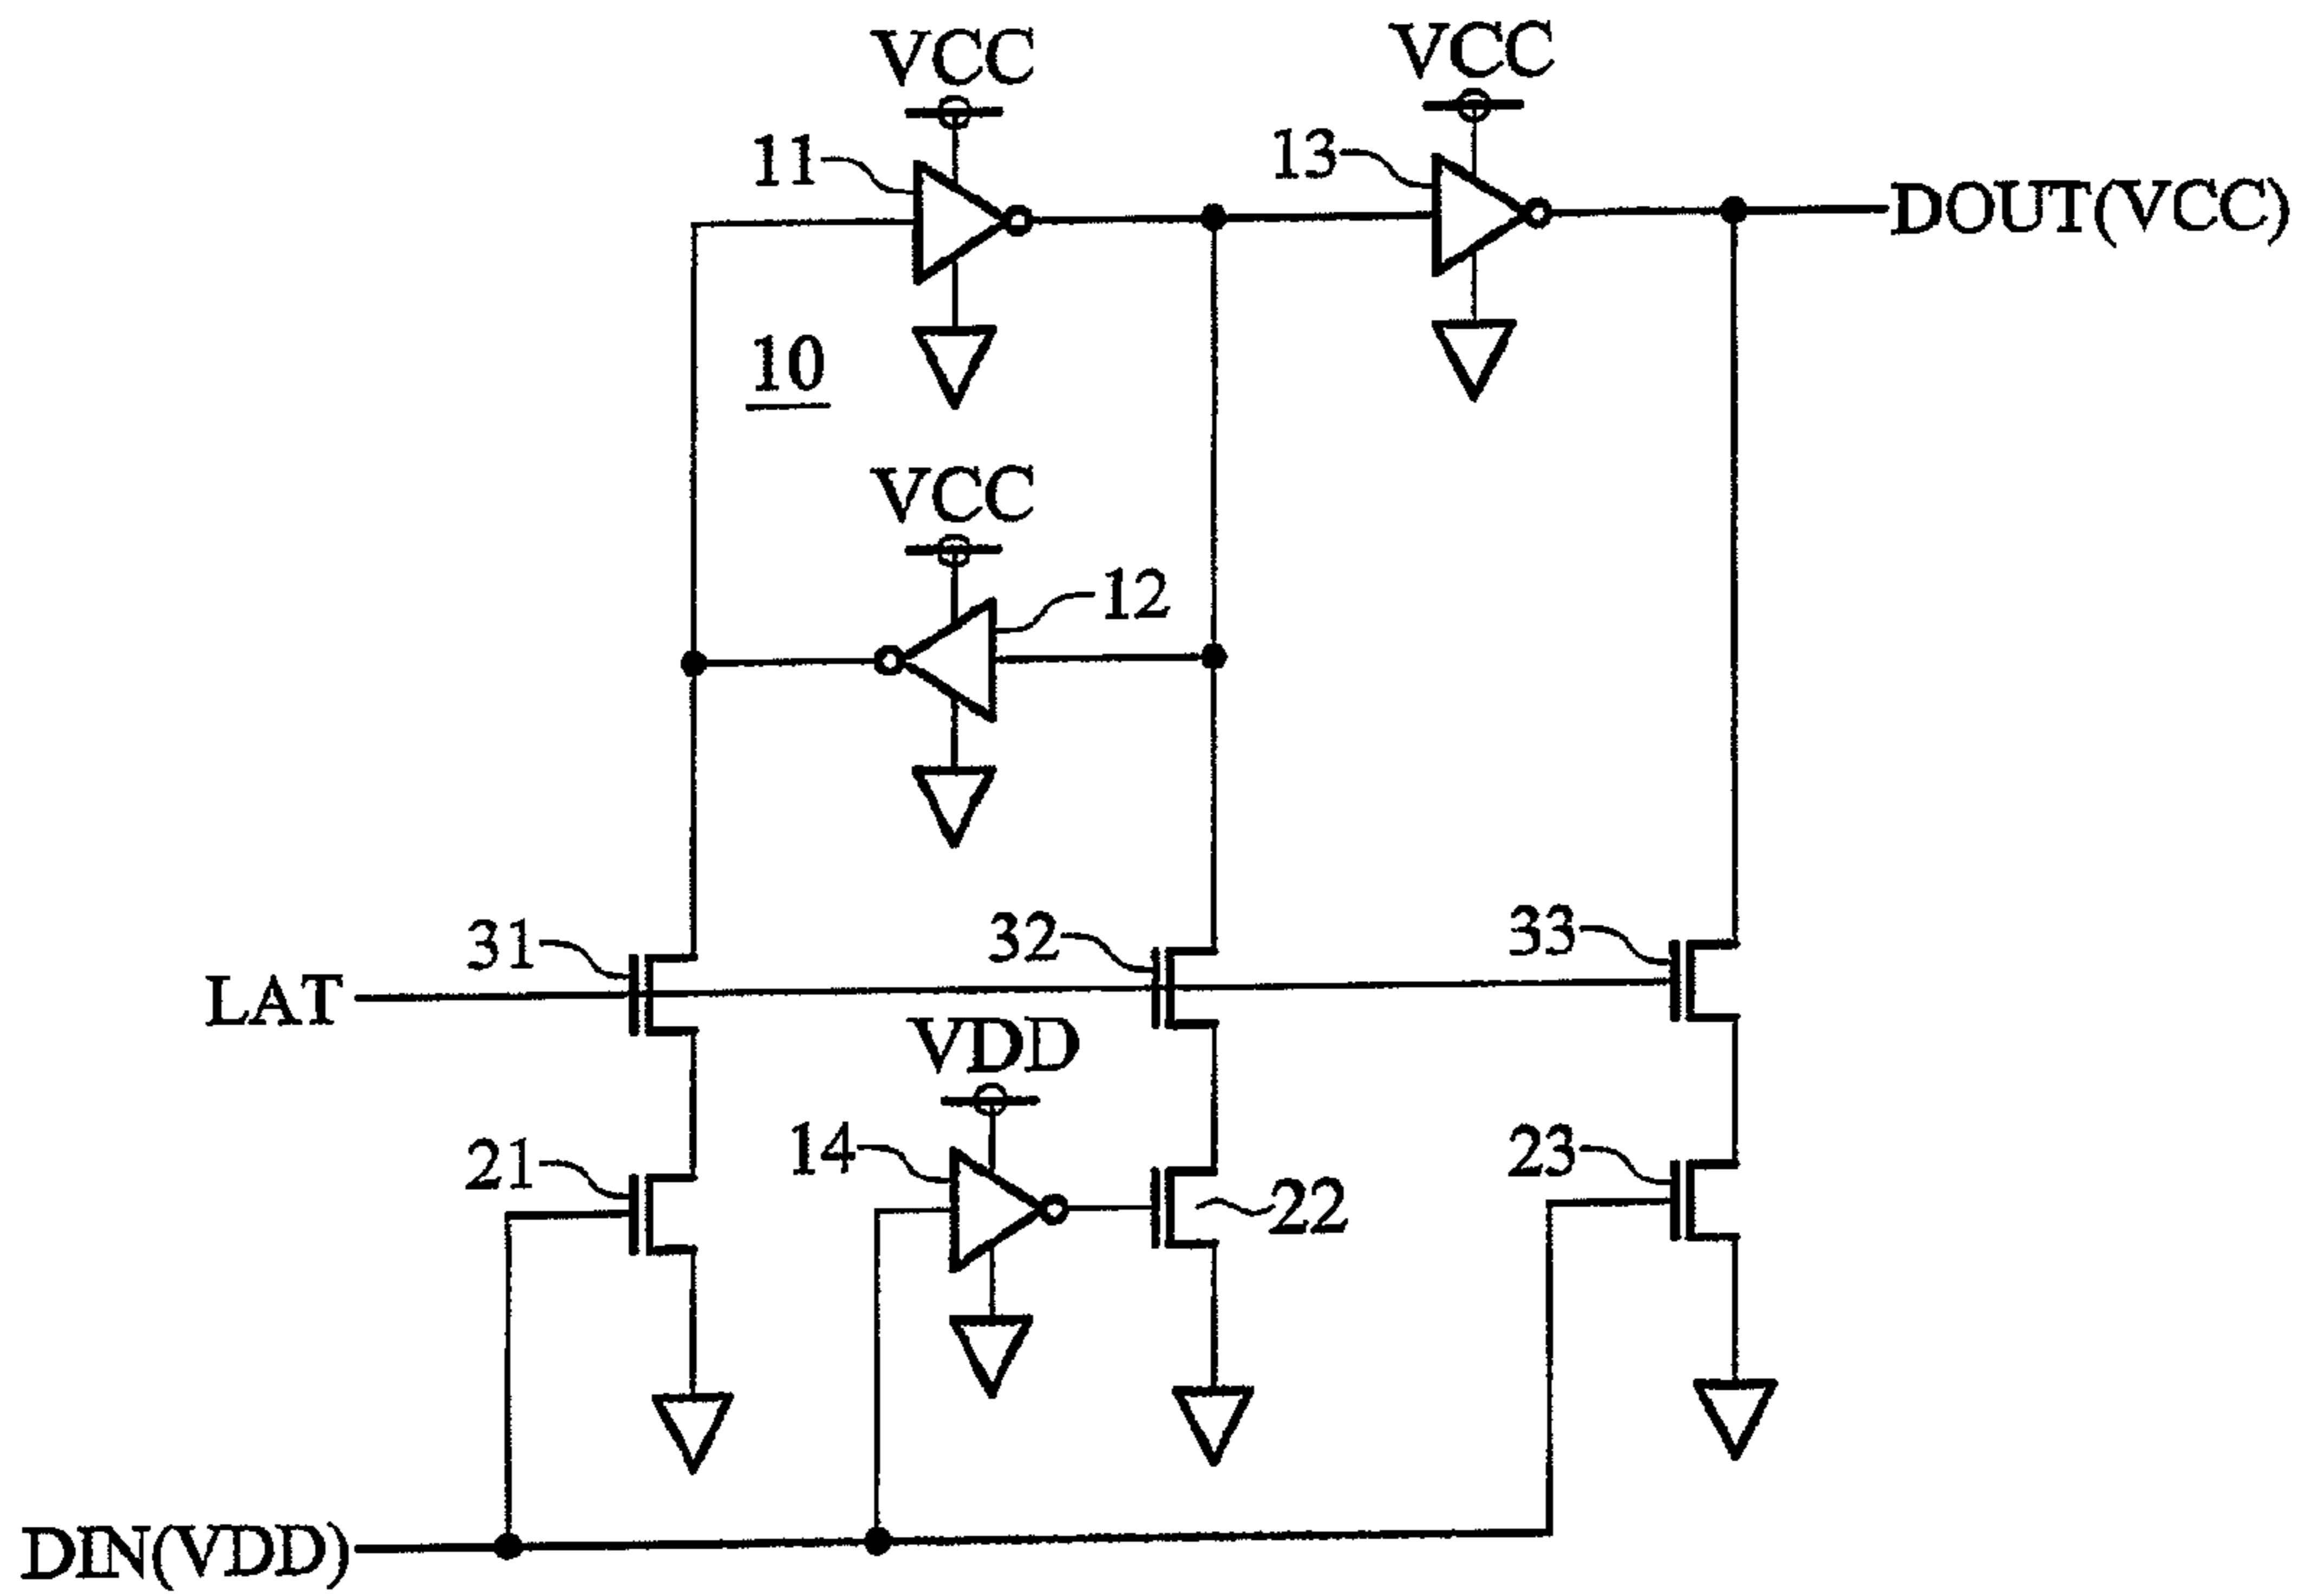 VCC
VCC
11
13
DOUT(VCC)
10
VCC
12
31
32
33
LAT
VDD
21
14
22
23
DIN(VDD)